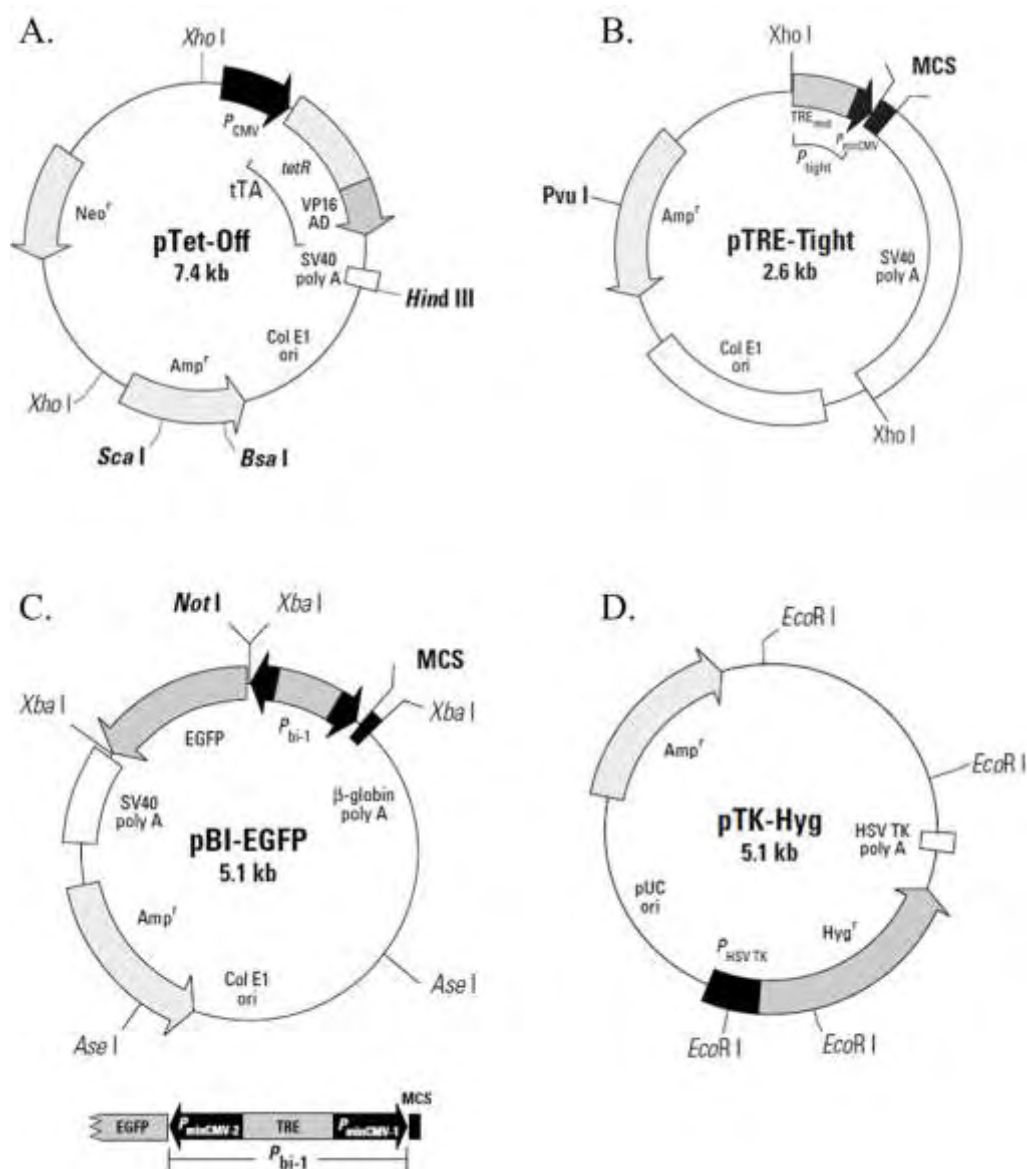 A.
Xho I
P CMV
tetR
tTA
VP16
AD
Neo r
pTet-Off
7.4 kb
SV40
poly A
Hind III
Col E1
ori
Amp r
Xho I
Sca I
Bsa I
B.
Xho I
MCS
TRE mod
P minCMV
P tight
Pvu I
Amp r
pTRE-Tight
2.6 kb
SV40
poly A
Col E1
ori
Xho I
C.
Not I
Xba I
MCS
Xba I
Xba I
EGFP
P bi-1
SV40
poly A
β-globin
poly A
pBI-EGFP
5.1 kb
Amp r
Col E1
ori
Ase I
Ase I
MCS
EGFP
P minCMV-2
TRE
P minCMV-1
P bi-1
D.
EcoR I
Amp r
EcoR I
pTK-Hyg
5.1 kb
HSV TK
poly A
pUC
ori
P HSV TK
Hyg r
EcoR I
EcoR I